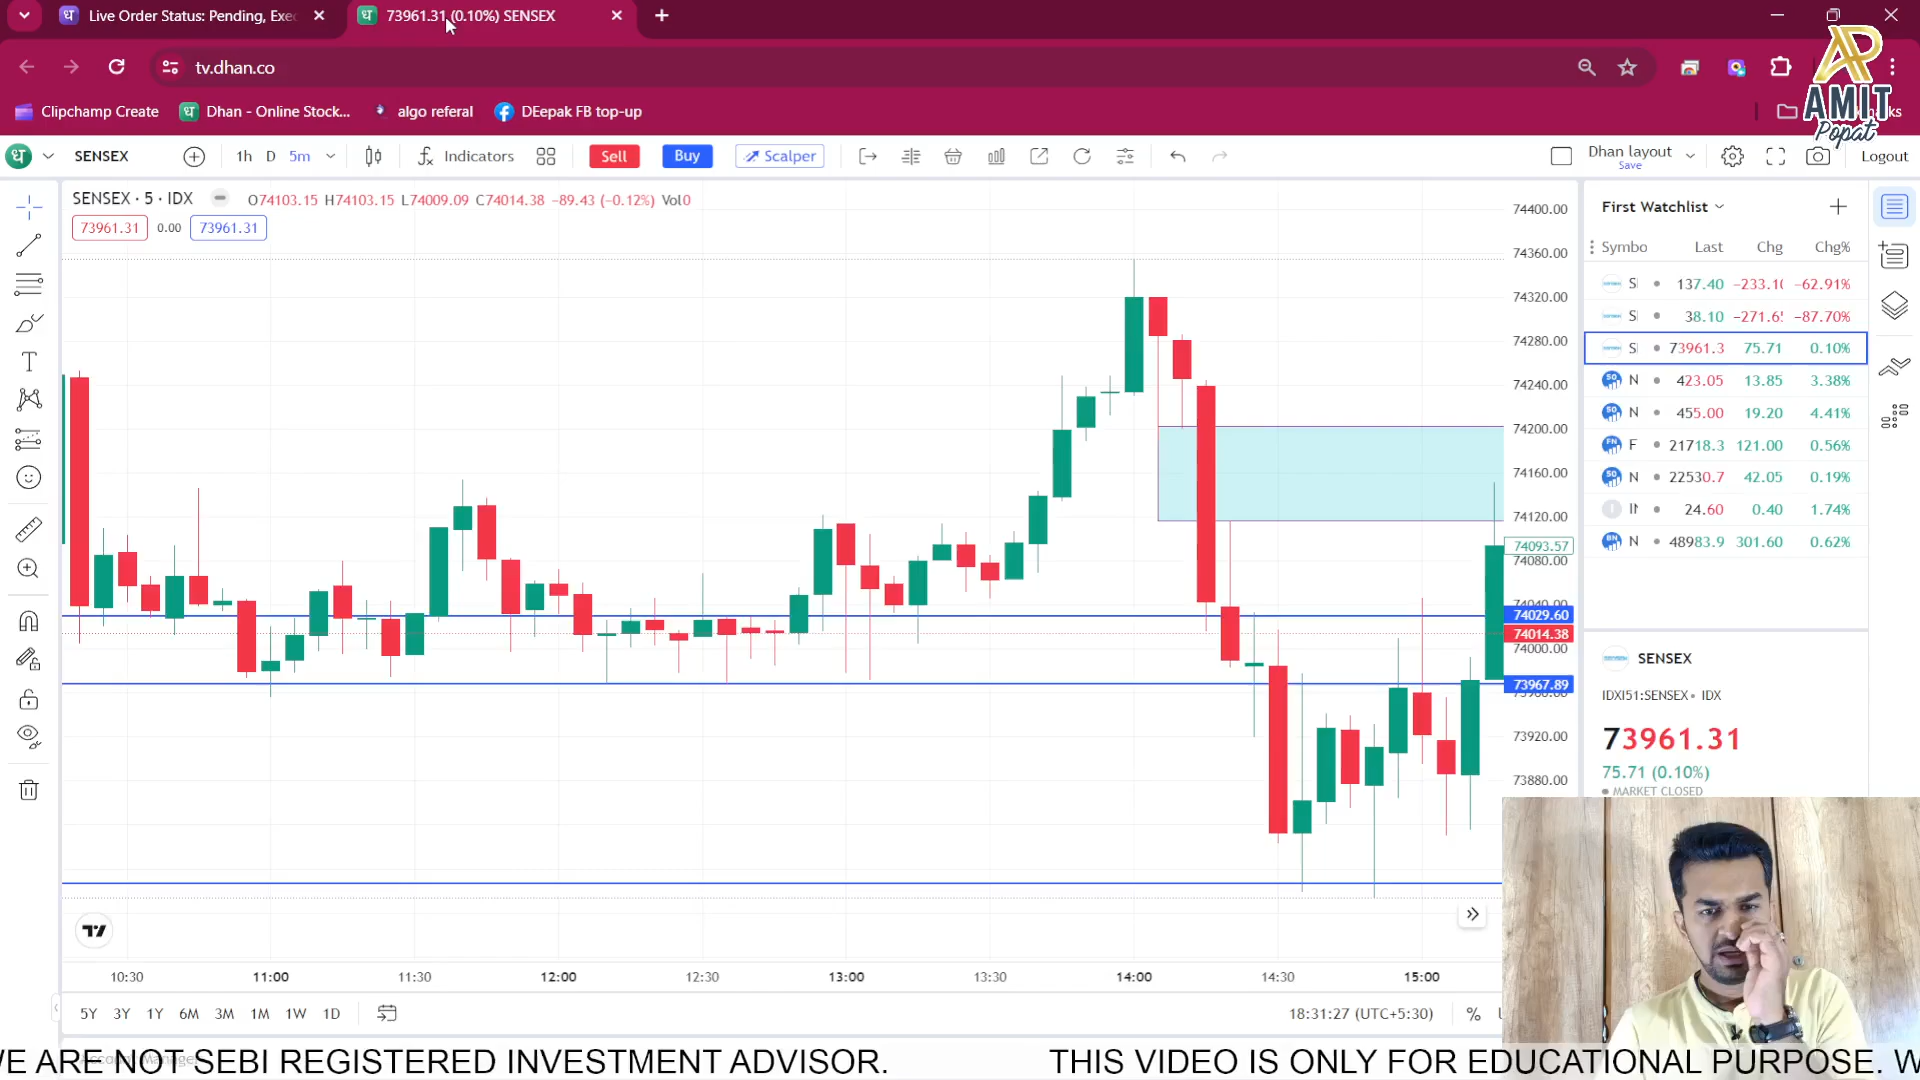 Live Order Status: Pending, Exec
73961.31 (0.10%) SENSEX
tv.dhan.co
Clipchamp Create
Dhan - Online Stock...
algo referal
DEepak FB top-up
AP
AMIT
Popat
SENSEX
1h D 5m
Indicators
Sell
Buy
Scalper
Dhan layout
Save
Logout
SENSEX · 5 · IDX
O74103.15 H74103.15 L74009.09 C74014.38 −89.43 (−0.12%) Vol0
73961.31 0.00 73961.31
74400.00
74360.00
74320.00
74280.00
74240.00
74200.00
74160.00
74120.00
74093.57
74080.00
74040.00
74029.60
74014.38
74000.00
73967.89
73920.00
73880.00
First Watchlist
Symbo Last Chg Chg%
S 137.40 −233.10 −62.91%
S 38.10 −271.65 −87.70%
S 73961.3 75.71 0.10%
N 423.05 13.85 3.38%
N 455.00 19.20 4.41%
F 21718.3 121.00 0.56%
N 22530.7 42.05 0.19%
24.60 0.40 1.74%
N 48983.9 301.60 0.62%
SENSEX
IDXI51:SENSEX • IDX
73961.31
75.71 (0.10%)
MARKET CLOSED
10:30 11:00 11:30 12:00 12:30 13:00 13:30 14:00 14:30 15:00
5Y 3Y 1Y 6M 3M 1M 1W 1D
18:31:27 (UTC+5:30) %
E ARE NOT SEBI REGISTERED INVESTMENT ADVISOR. THIS VIDEO IS ONLY FOR EDUCATIONAL PURPOSE. W